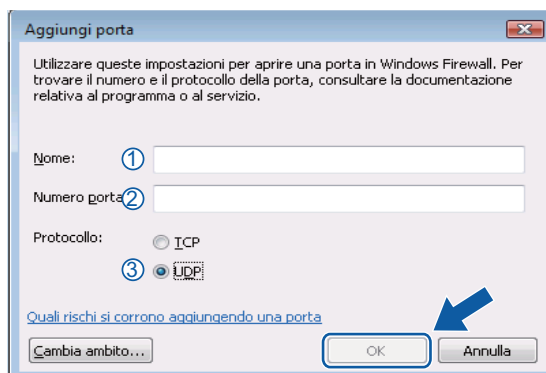 Aggiungi porta
Utilizzare queste impostazioni per aprire una porta in Windows Firewall. Per
trovare il numero e il protocollo della porta, consultare la documentazione
relativa al programma o al servizio.
Nome: 1
Numero porta 2
Protocollo: TCP
3 UDP
Quali rischi si corrono aggiungendo una porta
Cambia ambito... OK Annulla